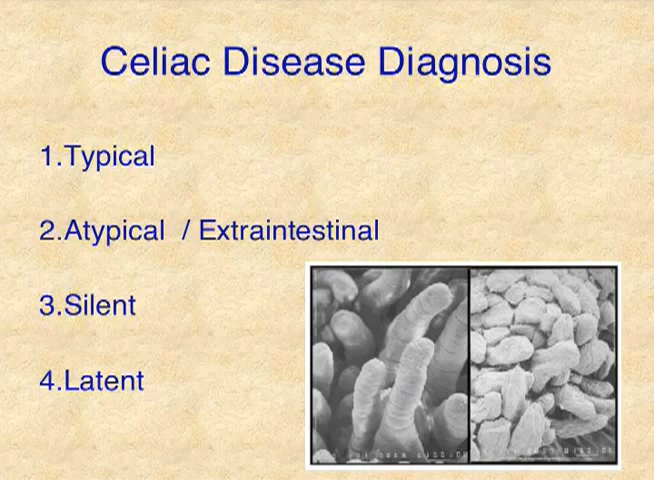 Celiac Disease Diagnosis
1.Typical
2.Atypical / Extraintestinal
3.Silent
4.Latent